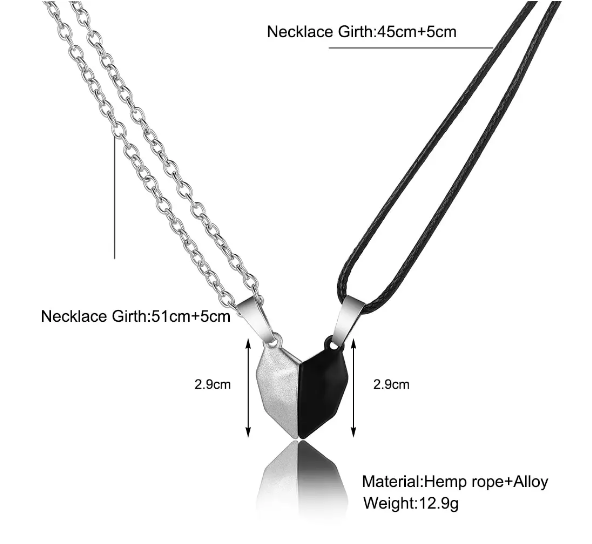 Necklace Girth:45cm+5cm
Necklace Girth:51cm+5cm
2.9cm
2.9cm
Material:Hemp rope+Alloy
Weight:12.9g